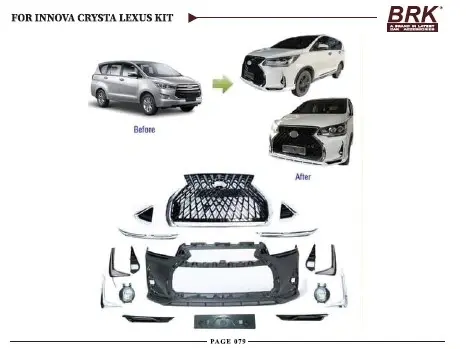 FOR INNOVA CRYSTA LEXUS KIT
BRK®
A BRAND IN LATEST
CAR ACCESSORIES
Before
After
PAGE 079